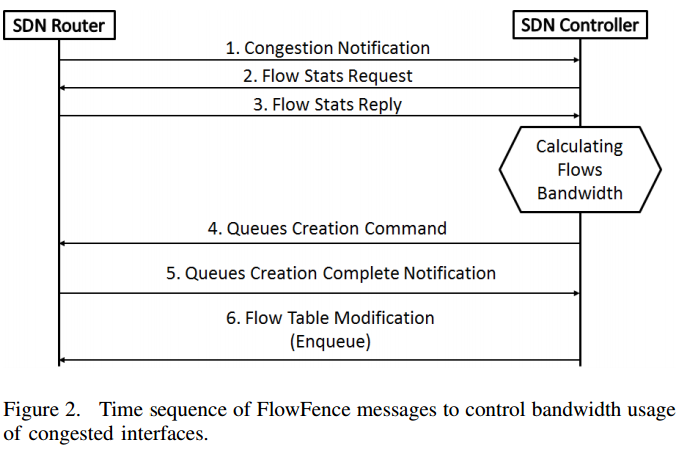 SDN Router
SDN Controller
1. Congestion Notification
2. Flow Stats Request
3. Flow Stats Reply
Calculating
Flows
Bandwidth
4. Queues Creation Command
5. Queues Creation Complete Notification
6. Flow Table Modification
(Enqueue)
Figure 2. Time sequence of FlowFence messages to control bandwidth usage
of congested interfaces.